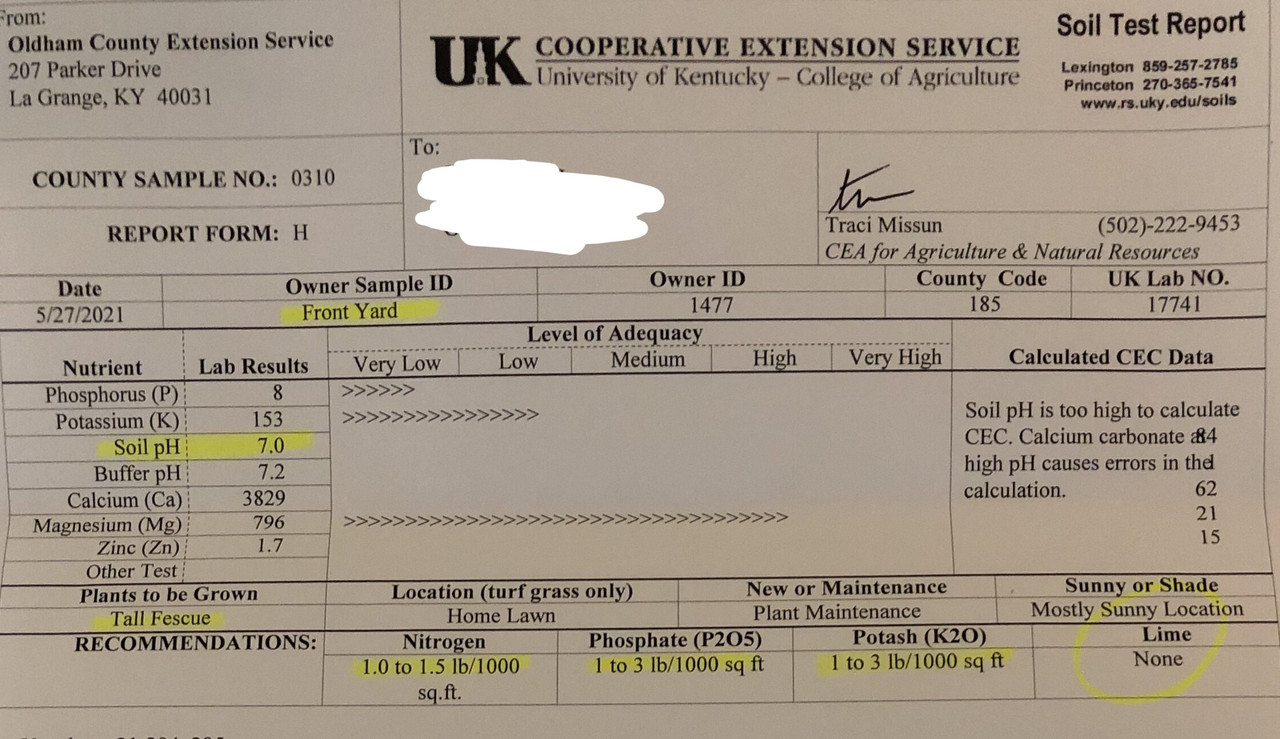 From:
Oldham County Extension Service
207 Parker Drive
La Grange, KY 40031
UK COOPERATIVE EXTENSION SERVICE
University of Kentucky – College of Agriculture
Soil Test Report
Lexington 859-257-2785
Princeton 270-365-7541
www.rs.uky.edu/soils
COUNTY SAMPLE NO.: 0310
REPORT FORM: H
To:
Traci Missun (502)-222-9453
CEA for Agriculture & Natural Resources
Date Owner Sample ID Owner ID County Code UK Lab NO.
5/27/2021 Front Yard 1477 185 17741
Level of Adequacy
Nutrient Lab Results Very Low Low Medium High Very High Calculated CEC Data
Phosphorus (P) 8 >>>>>>
Potassium (K) 153 >>>>>>>>>>>>>>>>
Soil pH 7.0
Buffer pH 7.2
Calcium (Ca) 3829
Magnesium (Mg) 796 >>>>>>>>>>>>>>>>>>>>>>>>>>>>>>>>>>>>
Zinc (Zn) 1.7
Other Test
Soil pH is too high to calculate
CEC. Calcium carbonate at 84
high pH causes errors in the
calculation. 62
21
15
Plants to be Grown Location (turf grass only) New or Maintenance Sunny or Shade
Tall Fescue Home Lawn Plant Maintenance Mostly Sunny Location
RECOMMENDATIONS: Nitrogen Phosphate (P2O5) Potash (K2O) Lime
1.0 to 1.5 lb/1000 1 to 3 lb/1000 sq ft 1 to 3 lb/1000 sq ft None
sq.ft.